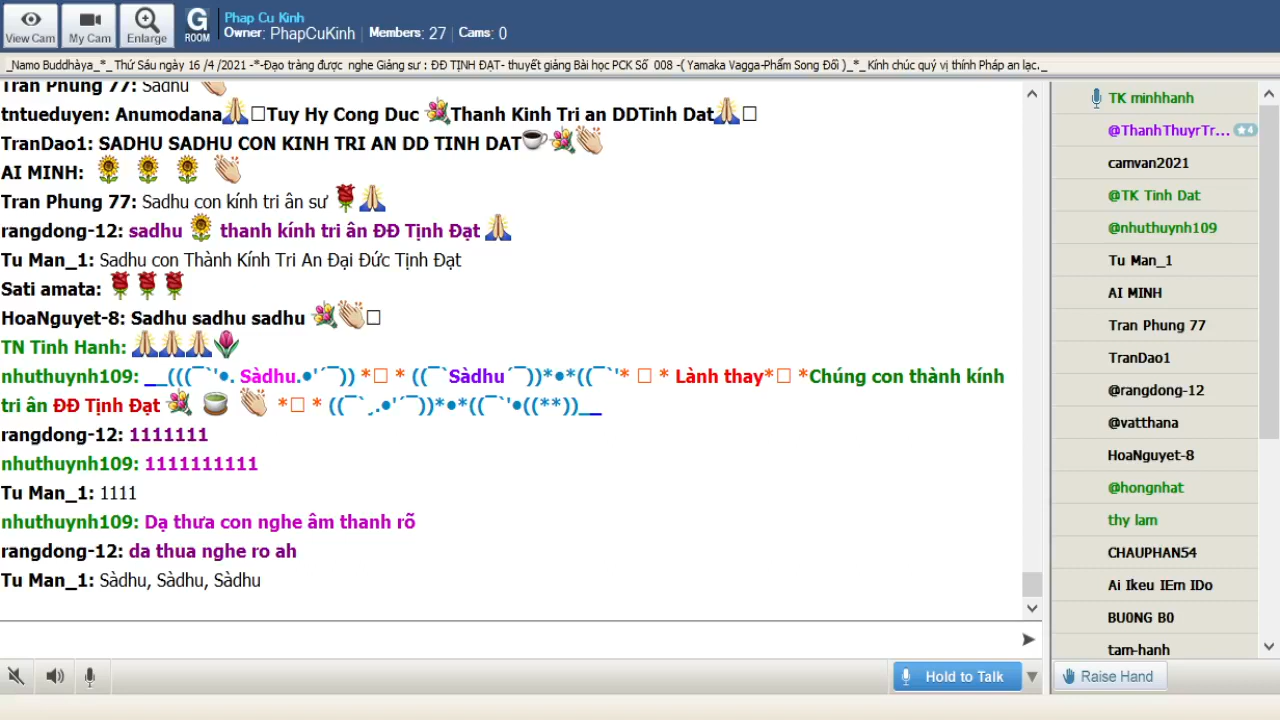 View Cam
My Cam
Enlarge
G
ROOM
Phap Cu Kinh
Owner: PhapCuKinh | Members: 27 | Cams: 0
_Namo Buddhàya_*_ Thứ Sáu ngày 16 /4 /2021 -*-Đạo tràng được nghe Giảng sư : ĐĐ TỊNH ĐẠT- thuyết giảng Bài học PCK Số 008 -( Yamaka Vagga-Phẩm Song Đối )_*_Kính chúc quý vị thính Pháp an lạc._
Tran Phung 77: Sadhu
tntueduyen: Anumodana🙏□Tuy Hy Cong Duc 💐Thanh Kinh Tri an DDTinh Dat🙏□
TranDao1: SADHU SADHU CON KINH TRI AN DD TINH DAT☕💐👏
AI MINH: 🌻 🌻 🌻 👏
Tran Phung 77: Sadhu con kính tri ân sư 🌹🙏
rangdong-12: sadhu 🌻 thanh kính tri ân ĐĐ Tịnh Đạt 🙏
Tu Man_1: Sadhu con Thành Kính Tri An Đại Đức Tịnh Đạt
Sati amata: 🌹🌹🌹
HoaNguyet-8: Sadhu sadhu sadhu 💐👏□
TN Tinh Hanh: 🙏🙏🙏🌷
nhuthuynh109: __(((¯`'•. Sàdhu.•'´¯)) *□ * ((¯`Sàdhu´¯))*•*((¯`'* □ * Lành thay*□ *Chúng con thành kính
tri ân ĐĐ Tịnh Đạt 💐 🍵 👏 *□ * ((¯`¸.•'´¯))*•*((¯`'•((**))__
rangdong-12: 1111111
nhuthuynh109: 1111111111
Tu Man_1: 1111
nhuthuynh109: Dạ thưa con nghe âm thanh rõ
rangdong-12: da thua nghe ro ah
Tu Man_1: Sàdhu, Sàdhu, Sàdhu
Hold to Talk
TK minhhanh
@ThanhThuyrTr... ★4
camvan2021
@TK Tinh Dat
@nhuthuynh109
Tu Man_1
AI MINH
Tran Phung 77
TranDao1
@rangdong-12
@vatthana
HoaNguyet-8
@hongnhat
thy lam
CHAUPHAN54
Ai Ikeu IEm IDo
BU0NG B0
tam-hanh
Raise Hand